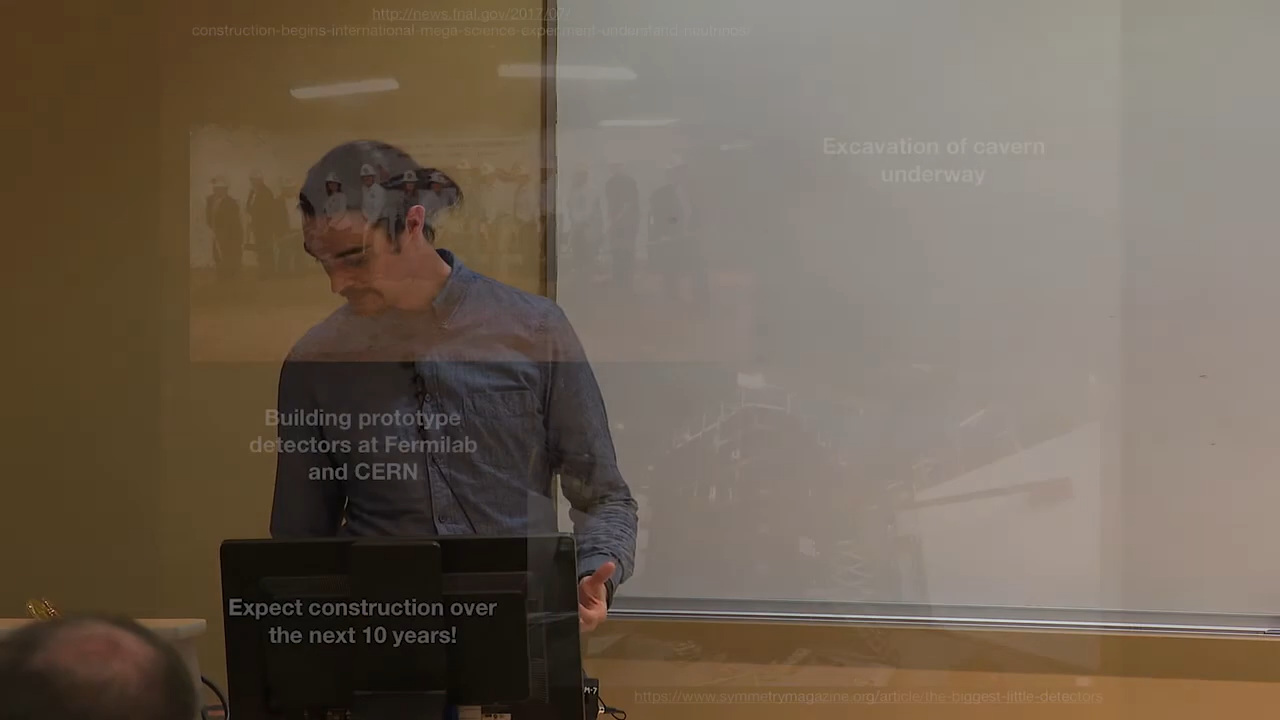 http://news.fnal.gov/2017/07/
construction-begins-international-mega-science-experiment-understand-neutrinos/
Excavation of cavern
underway
Building prototype
detectors at Fermilab
and CERN
Expect construction over
the next 10 years!
https://www.symmetrymagazine.org/article/the-biggest-little-detectors